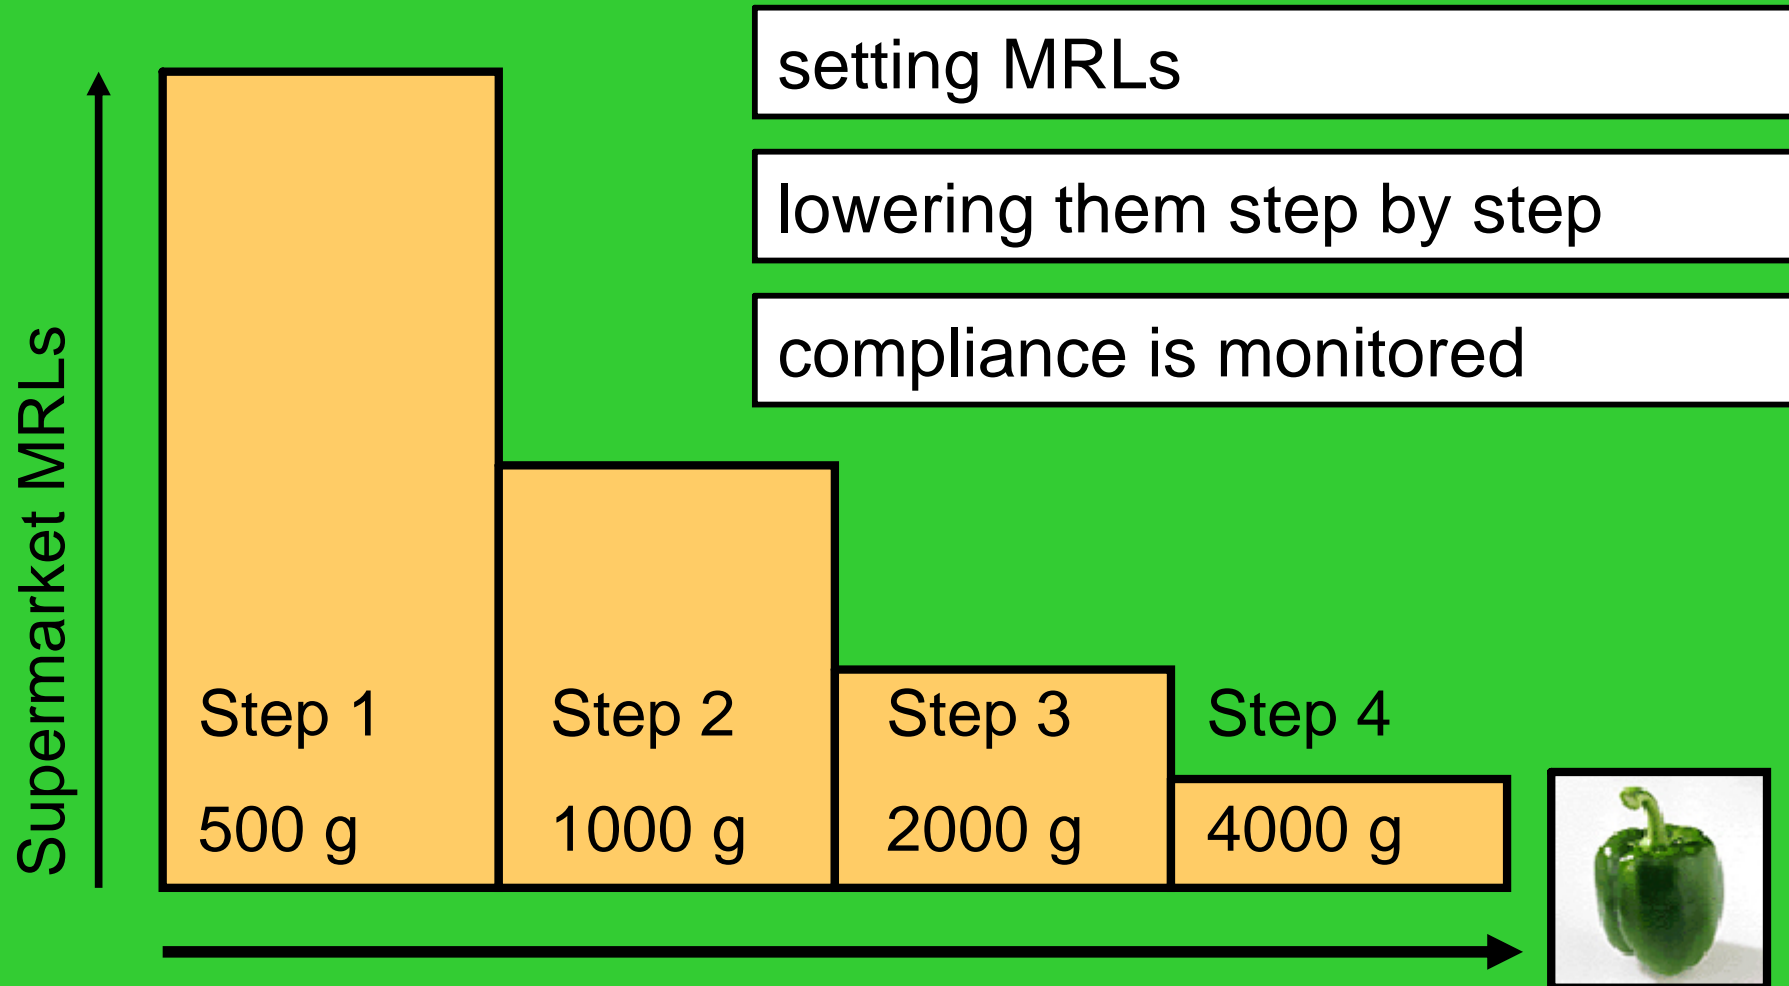 setting MRLs
lowering them step by step
compliance is monitored
Supermarket MRLs
Step 1
500 g
Step 2
1000 g
Step 3
2000 g
Step 4
4000 g